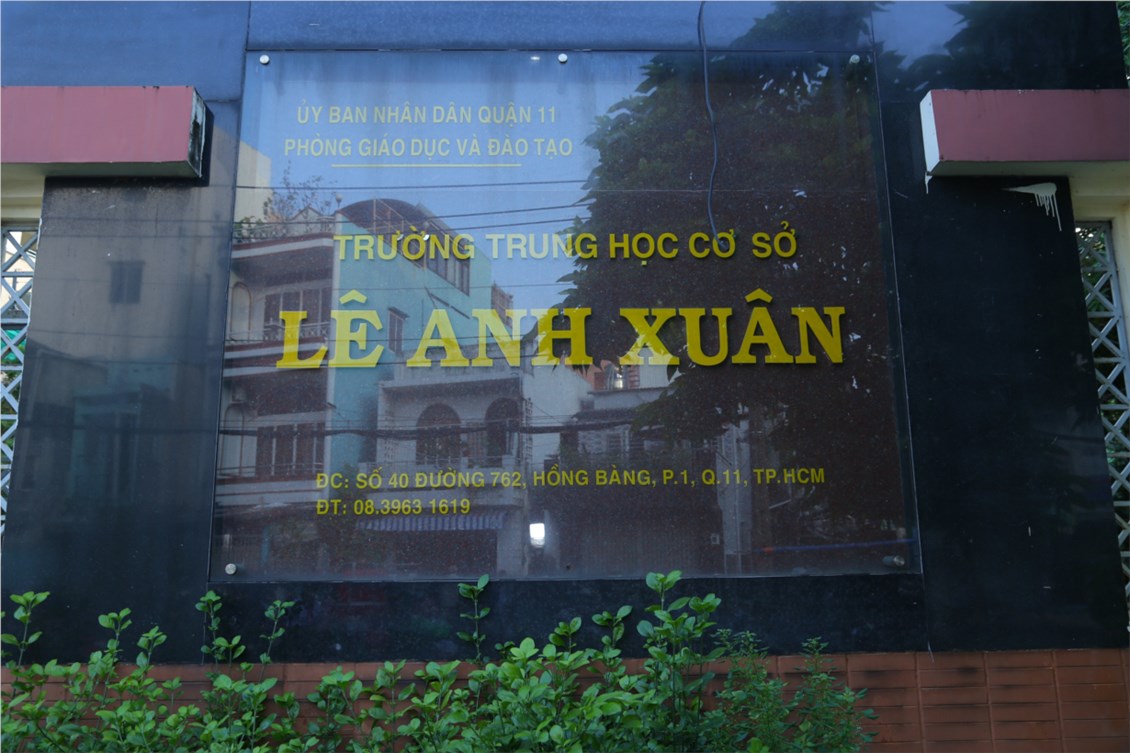 ỦY BAN NHÂN DÂN QUẬN 11
PHÒNG GIÁO DỤC VÀ ĐÀO TẠO
TRƯỜNG TRUNG HỌC CƠ SỞ
LÊ ANH XUÂN
ĐC: SỐ 40 ĐƯỜNG 762, HỒNG BÀNG, P.1, Q.11, TP.HCM
ĐT: 08.3963 1619